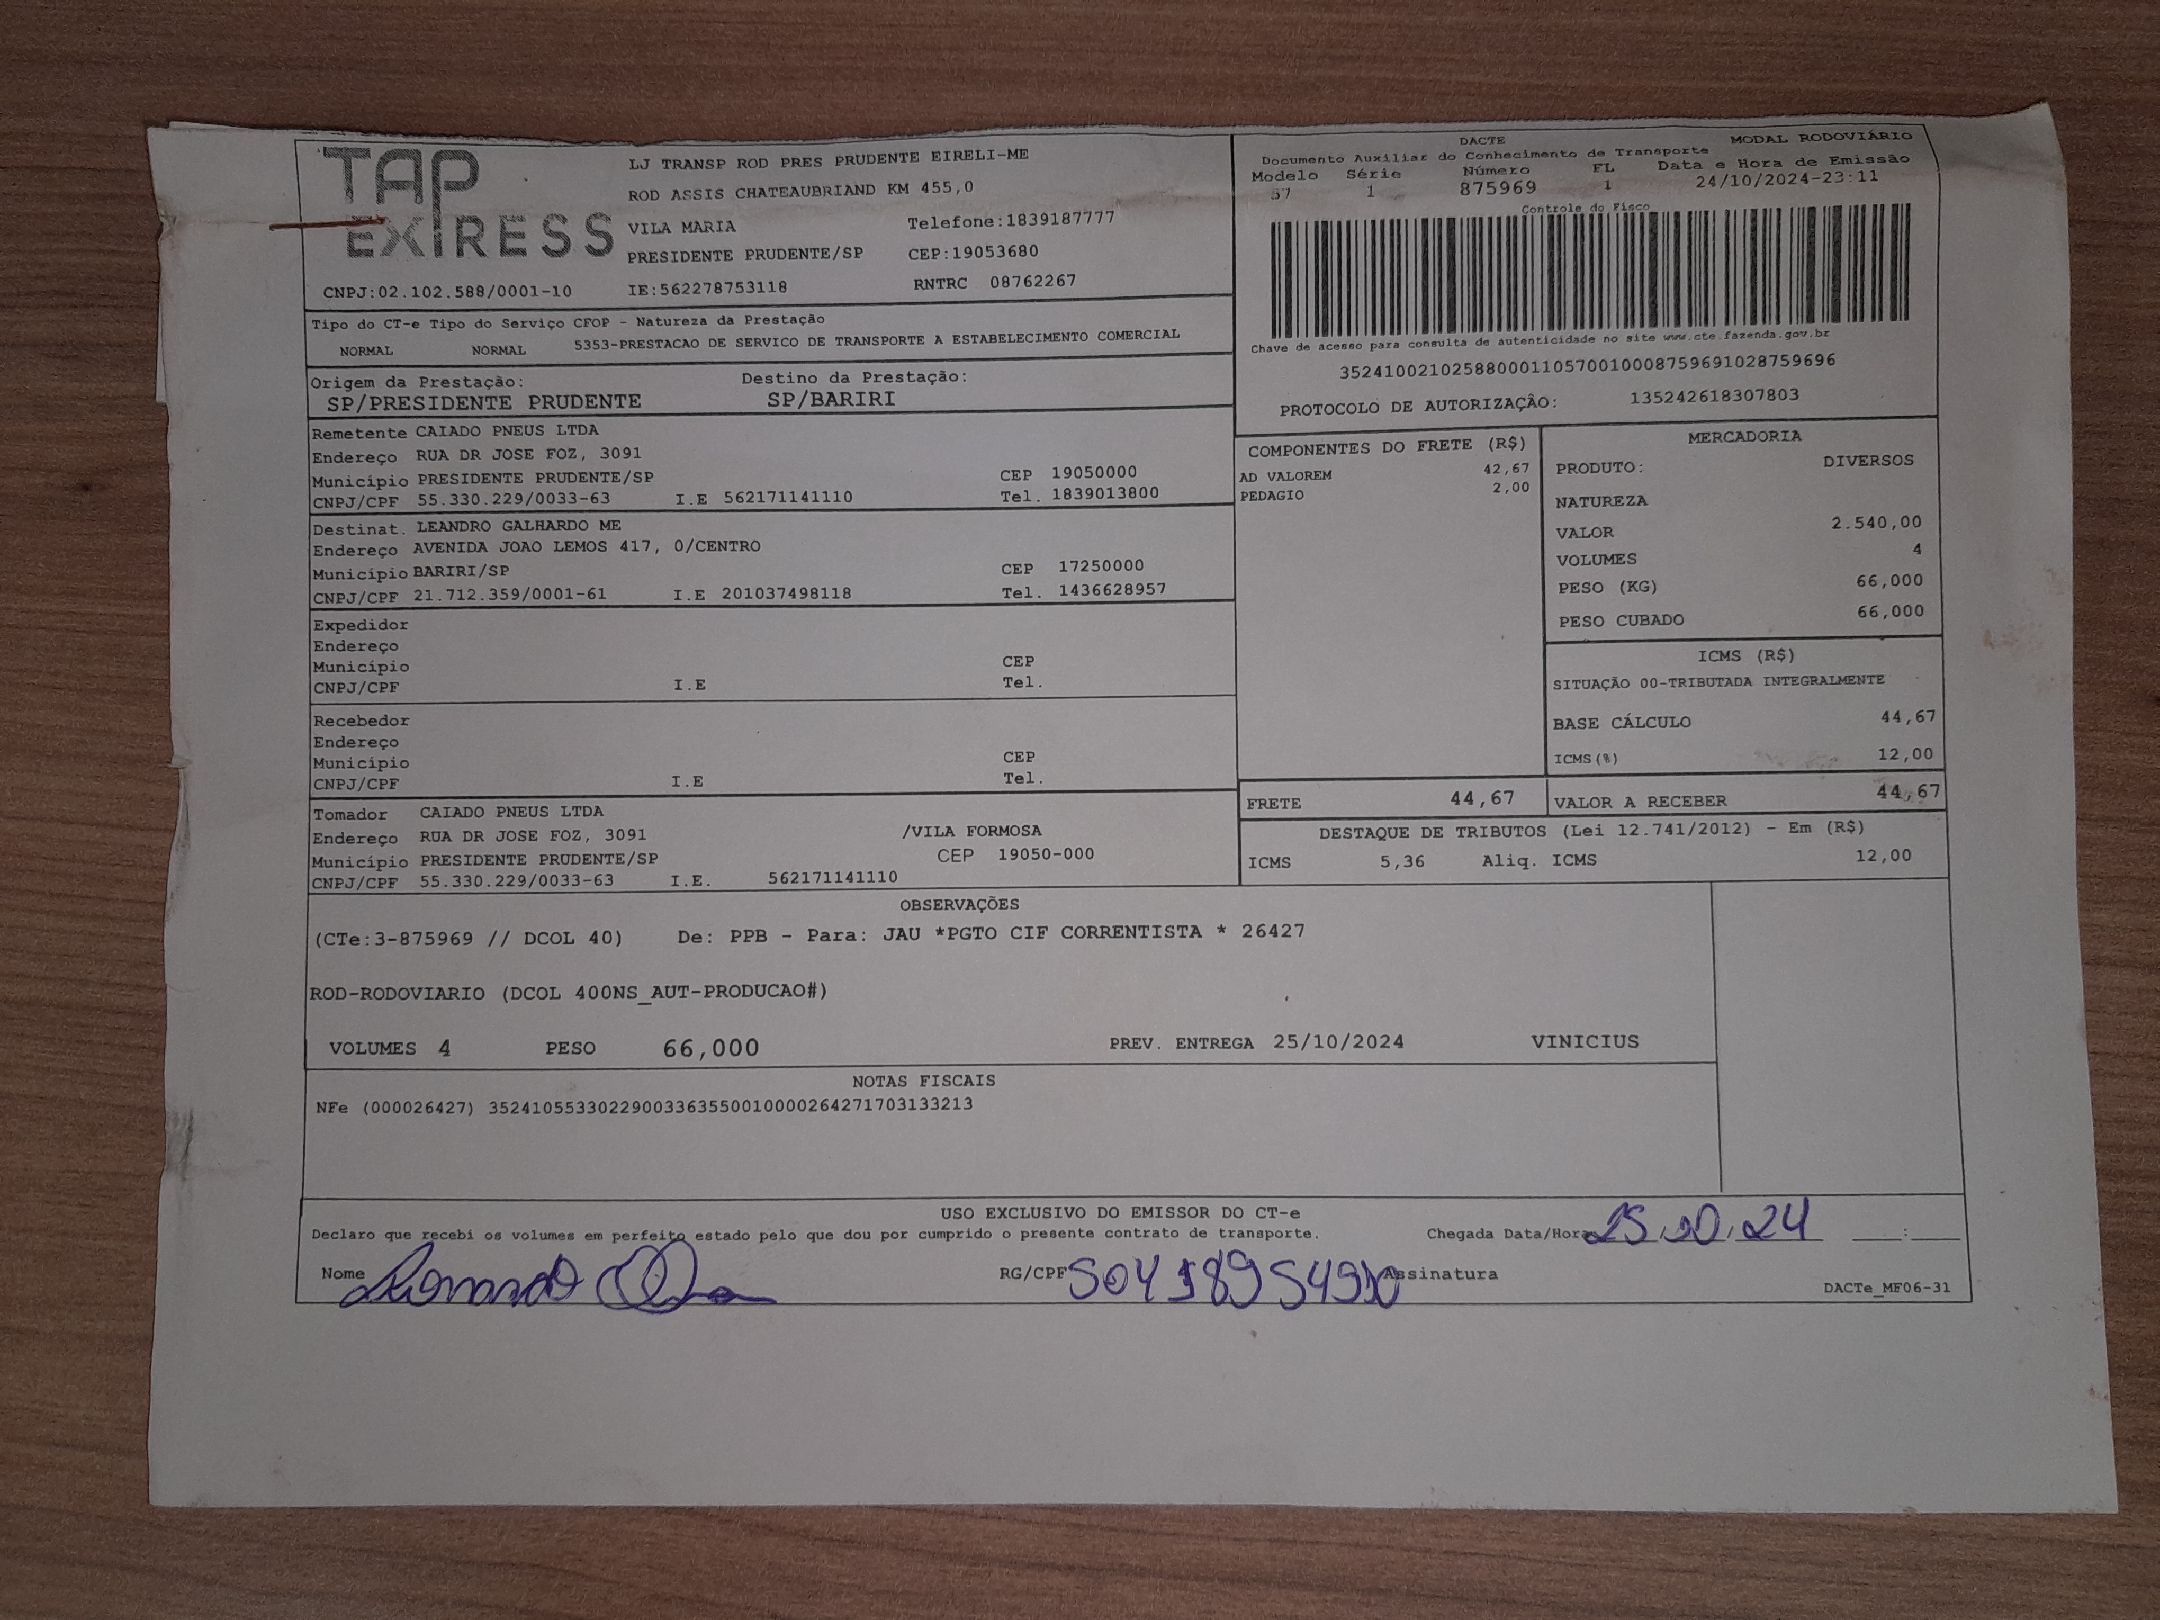 TAP EXPRESS
LJ TRANSP ROD PRES PRUDENTE EIRELI-ME
ROD ASSIS CHATEAUBRIAND KM 455,0
VILA MARIA Telefone:1839187777
PRESIDENTE PRUDENTE/SP CEP:19053680
CNPJ:02.102.588/0001-10 IE:562278753118 RNTRC 08762267
DACTE MODAL RODOVIÁRIO
Documento Auxiliar do Conhecimento de Transporte
Modelo Série Número FL Data e Hora de Emissão
57 1 875969 1 24/10/2024-23:11
Controle do Fisco
Chave de acesso para consulta de autenticidade no site www.cte.fazenda.gov.br
35241002102588000110570010008759691028759696
PROTOCOLO DE AUTORIZAÇÃO: 135242618307803
Tipo do CT-e Tipo do Serviço CFOP - Natureza da Prestação
NORMAL NORMAL 5353-PRESTACAO DE SERVICO DE TRANSPORTE A ESTABELECIMENTO COMERCIAL
Origem da Prestação: Destino da Prestação:
SP/PRESIDENTE PRUDENTE SP/BARIRI
Remetente CAIADO PNEUS LTDA
Endereço RUA DR JOSE FOZ, 3091
Município PRESIDENTE PRUDENTE/SP CEP 19050000
CNPJ/CPF 55.330.229/0033-63 I.E 562171141110 Tel. 1839013800
Destinat. LEANDRO GALHARDO ME
Endereço AVENIDA JOAO LEMOS 417, 0/CENTRO
Município BARIRI/SP CEP 17250000
CNPJ/CPF 21.712.359/0001-61 I.E 201037498118 Tel. 1436628957
Expedidor
Endereço
Município CEP
CNPJ/CPF I.E Tel.
Recebedor
Endereço
Município CEP
CNPJ/CPF I.E Tel.
Tomador CAIADO PNEUS LTDA
Endereço RUA DR JOSE FOZ, 3091 /VILA FORMOSA
Município PRESIDENTE PRUDENTE/SP CEP 19050-000
CNPJ/CPF 55.330.229/0033-63 I.E. 562171141110
COMPONENTES DO FRETE (R$)
AD VALOREM 42,67
PEDAGIO 2,00
MERCADORIA
PRODUTO: DIVERSOS
NATUREZA
VALOR 2.540,00
VOLUMES 4
PESO (KG) 66,000
PESO CUBADO 66,000
ICMS (R$)
SITUAÇÃO 00-TRIBUTADA INTEGRALMENTE
BASE CÁLCULO 44,67
ICMS(%) 12,00
FRETE 44,67 VALOR A RECEBER 44,67
DESTAQUE DE TRIBUTOS (Lei 12.741/2012) - Em (R$)
ICMS 5,36 Aliq. ICMS 12,00
OBSERVAÇÕES
(CTe:3-875969 // DCOL 40) De: PPB - Para: JAU *PGTO CIF CORRENTISTA * 26427
ROD-RODOVIARIO (DCOL 400NS_AUT-PRODUCAO#)
VOLUMES 4 PESO 66,000 PREV. ENTREGA 25/10/2024 VINICIUS
NOTAS FISCAIS
NFe (000026427) 35241055330229003363550010000264271703133213
USO EXCLUSIVO DO EMISSOR DO CT-e
Declaro que recebi os volumes em perfeito estado pelo que dou por cumprido o presente contrato de transporte. Chegada Data/Hora 25.10.24 :
Nome RG/CPF Assinatura
DACTe_MF06-31